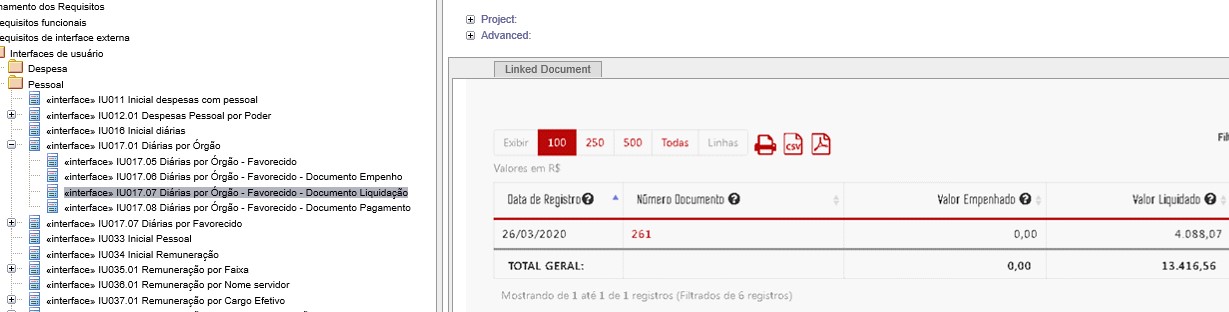 namento dos Requisitos
equisitos funcionais
equisitos de interface externa
Interfaces de usuário
Despesa
Pessoal
«interface» IU011 Inicial despesas com pessoal
«interface» IU012.01 Despesas Pessoal por Poder
«interface» IU016 Inicial diárias
«interface» IU017.01 Diárias por Órgão
«interface» IU017.05 Diárias por Órgão - Favorecido
«interface» IU017.06 Diárias por Órgão - Favorecido - Documento Empenho
«interface» IU017.07 Diárias por Órgão - Favorecido - Documento Liquidação
«interface» IU017.08 Diárias por Órgão - Favorecido - Documento Pagamento
«interface» IU017.07 Diárias por Favorecido
«interface» IU033 Inicial Pessoal
«interface» IU034 Inicial Remuneração
«interface» IU035.01 Remuneração por Faixa
«interface» IU036.01 Remuneração por Nome servidor
«interface» IU037.01 Remuneração por Cargo Efetivo
Project:
Advanced:
Linked Document
Exibir 100 250 500 Todas Linhas CSV
Valores em R$
Data de Registro Número Documento Valor Empenhado Valor Liquidado
26/03/2020 261 0,00 4.088,07
TOTAL GERAL: 0,00 13.416,56
Mostrando de 1 até 1 de 1 registros (Filtrados de 6 registros)